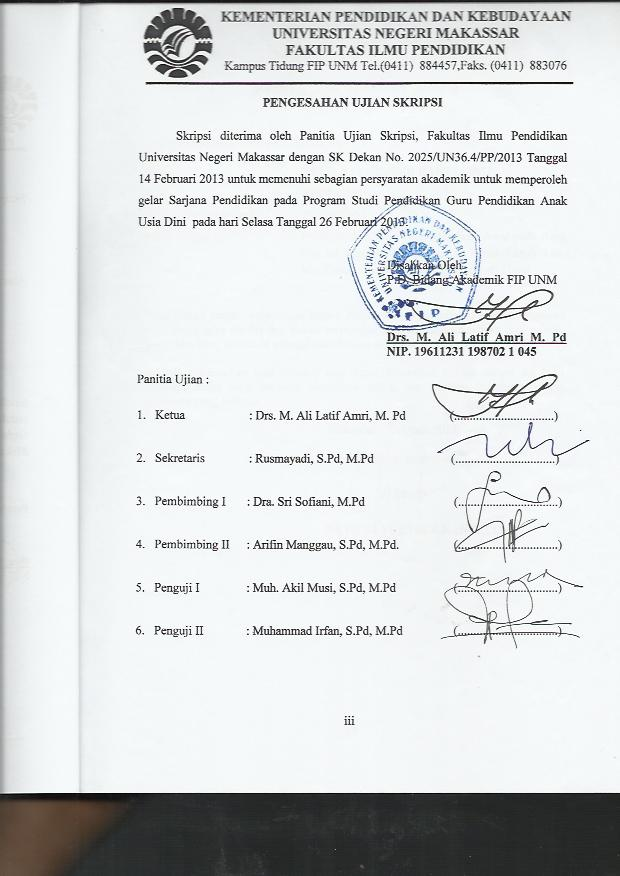 KEMENTERIAN PENDIDIKAN DAN KEBUDAYAAN
UNIVERSITAS NEGERI MAKASSAR
FAKULTAS ILMU PENDIDIKAN
Kampus Tidung FIP UNM Tel.(0411) 884457,Faks. (0411) 883076
PENGESAHAN UJIAN SKRIPSI
Skripsi diterima oleh Panitia Ujian Skripsi, Fakultas Ilmu Pendidikan
Universitas Negeri Makassar dengan SK Dekan No. 2025/UN36.4/PP/2013 Tanggal
14 Februari 2013 untuk memenuhi sebagian persyaratan akademik untuk memperoleh
gelar Sarjana Pendidikan pada Program Studi Pendidikan Guru Pendidikan Anak
Usia Dini pada hari Selasa Tanggal 26 Februari 2013.
KEMENTERIAN PENDIDIKAN DAN KEBUDAYAAN
UNIVERSITAS NEGERI MAKASSAR
FIP
Disahkan Oleh
P.D. Bidang Akademik FIP UNM
Drs. M. Ali Latif Amri M. Pd
NIP. 19611231 198702 1 045
Panitia Ujian :
1. Ketua : Drs. M. Ali Latif Amri, M. Pd (................................)
2. Sekretaris : Rusmayadi, S.Pd, M.Pd (................................)
3. Pembimbing I : Dra. Sri Sofiani, M.Pd (................................)
4. Pembimbing II : Arifin Manggau, S.Pd, M.Pd. (................................)
5. Penguji I : Muh. Akil Musi, S.Pd, M.Pd (................................)
6. Penguji II : Muhammad Irfan, S.Pd, M.Pd (................................)
iii